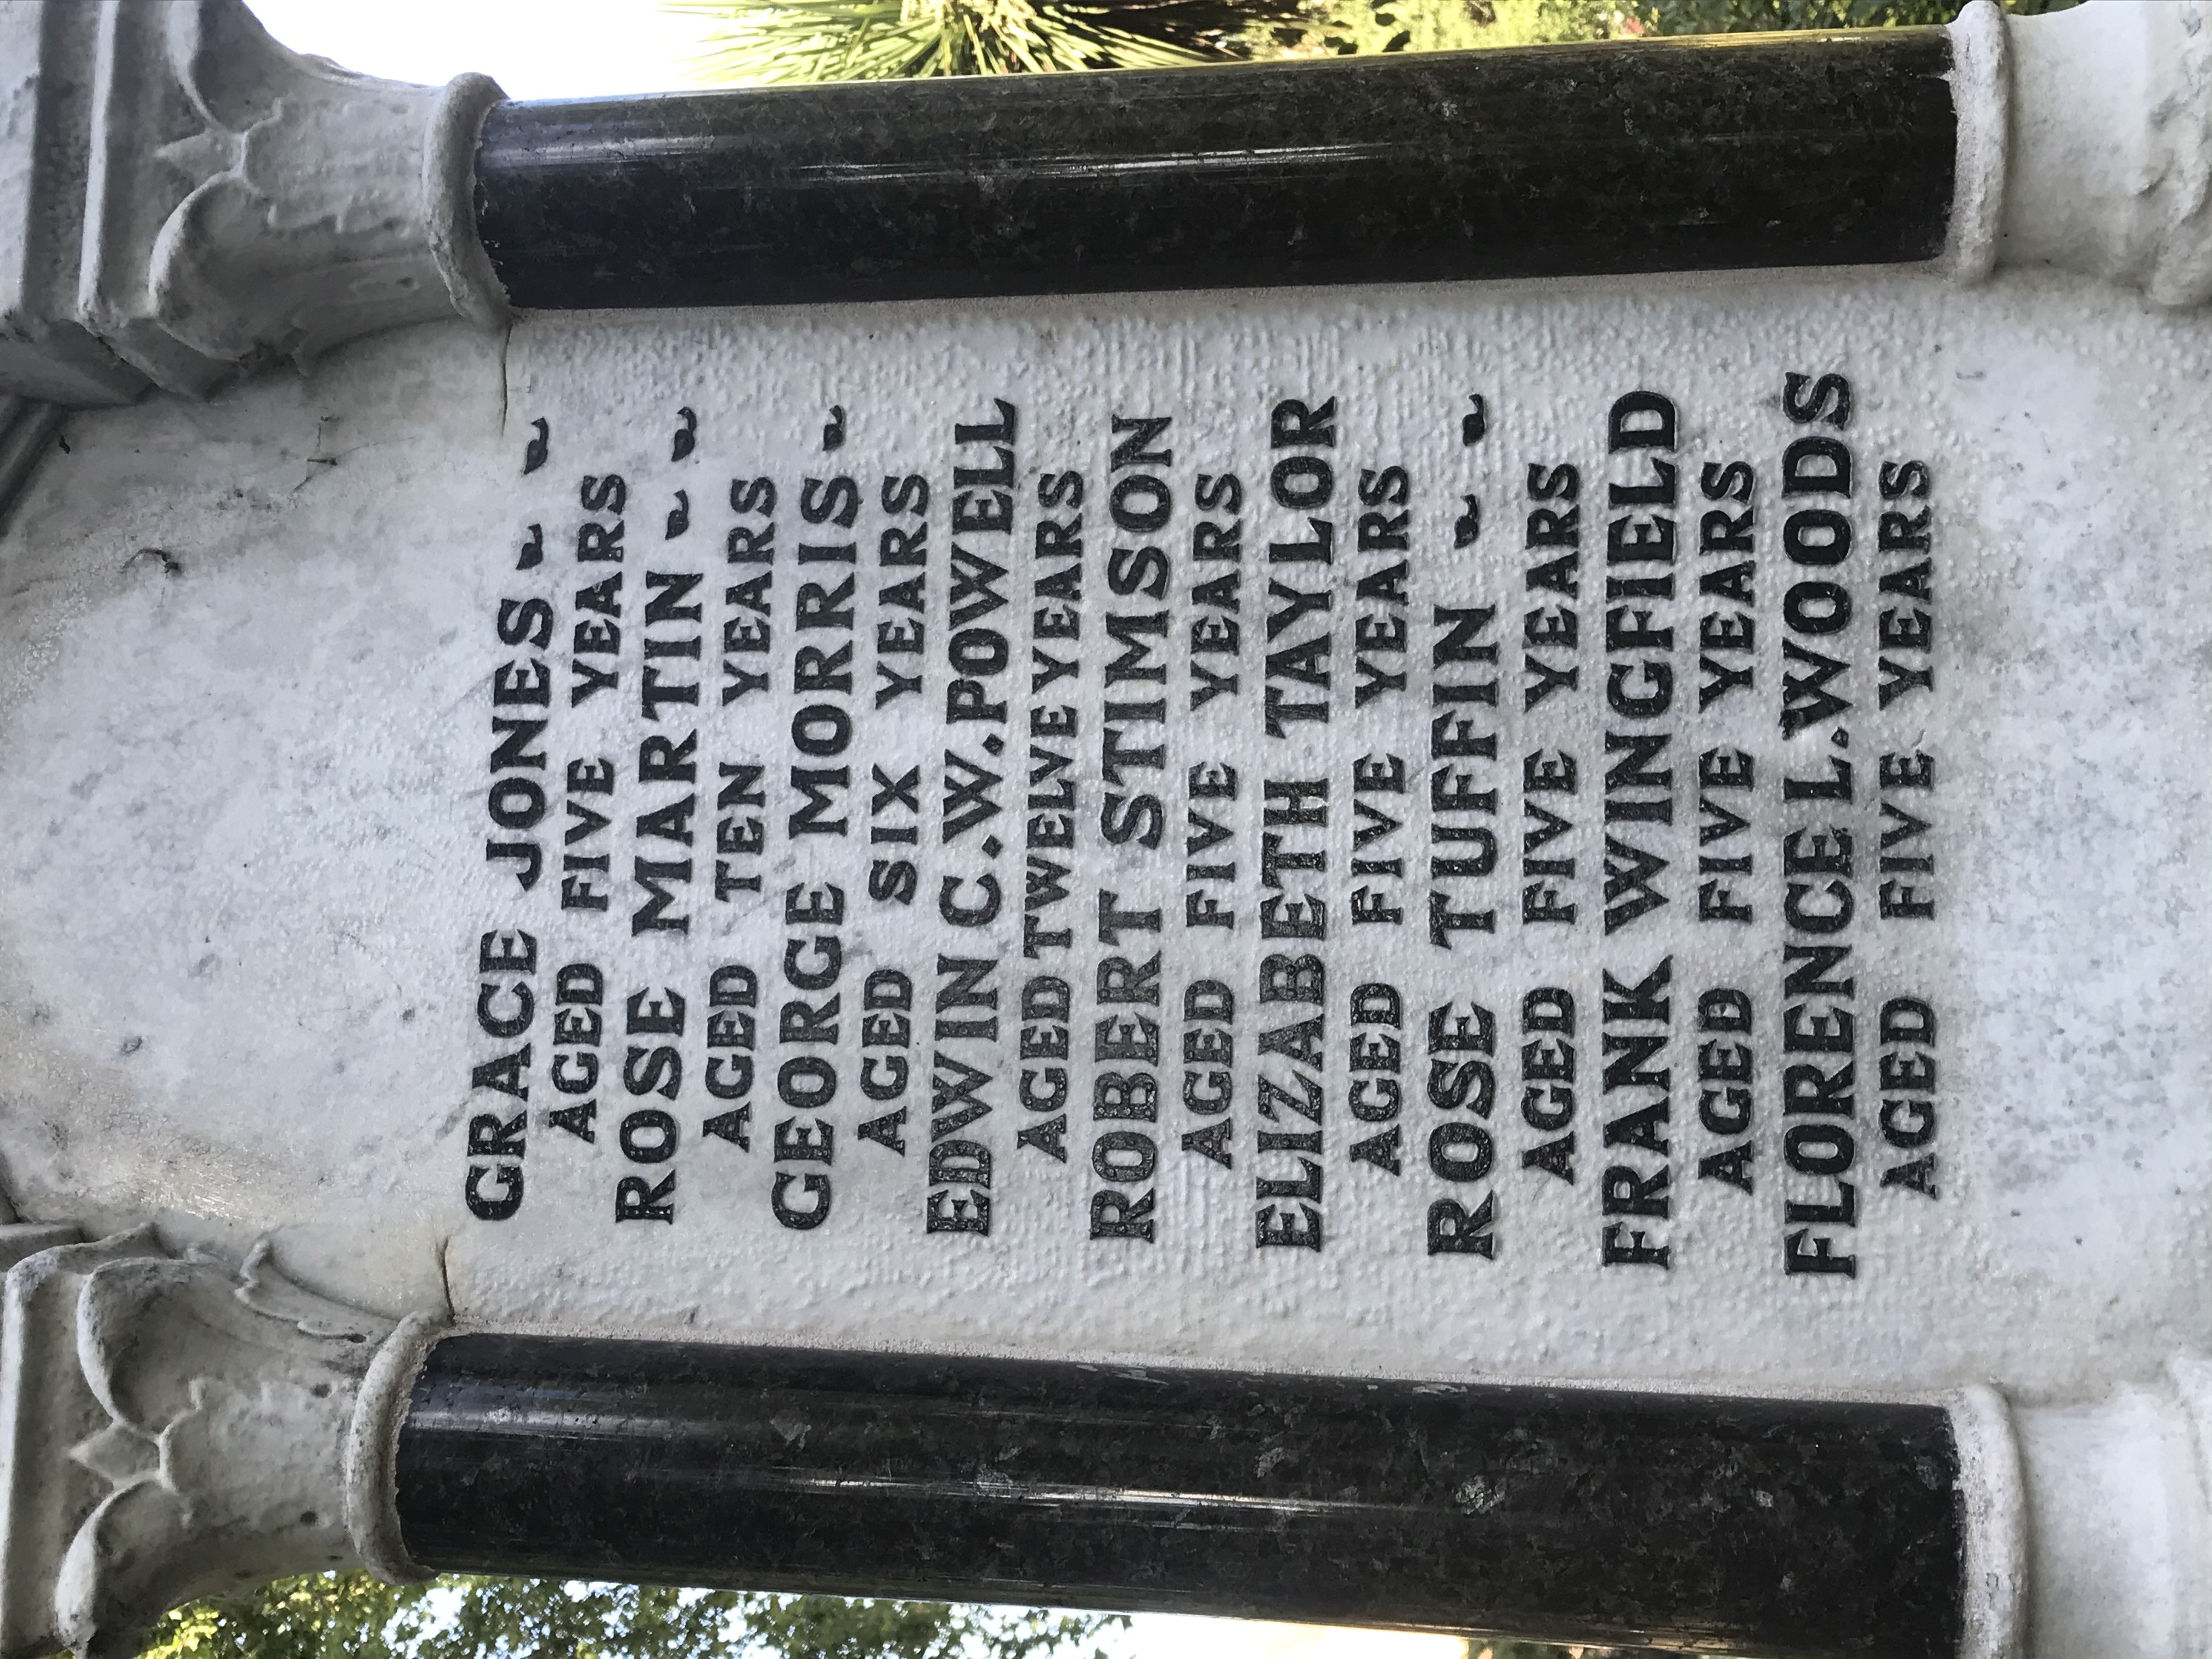 GRACE JONES
AGED FIVE YEARS
ROSE MARTIN
AGED TEN YEARS
GEORGE MORRIS
AGED SIX YEARS
EDWIN C.W.POWELL
AGED TWELVE YEARS
ROBERT STIMSON
AGED FIVE YEARS
ELIZABETH TAYLOR
AGED FIVE YEARS
ROSE TUFFIN
AGED FIVE YEARS
FRANK WINGFIELD
AGED FIVE YEARS
FLORENCE L.WOODS
AGED FIVE YEARS